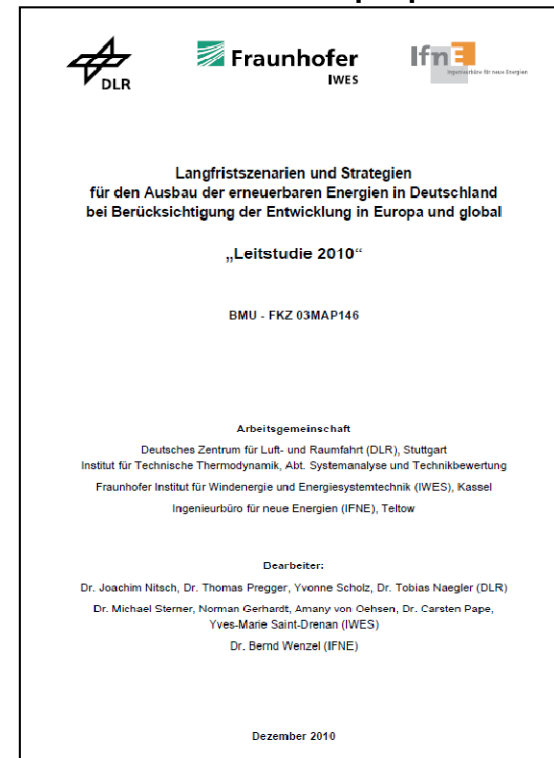 DLR
Fraunhofer
IWES
IfnE
Ingenieurbüro für neue Energien
Langfristszenarien und Strategien
für den Ausbau der erneuerbaren Energien in Deutschland
bei Berücksichtigung der Entwicklung in Europa und global
„Leitstudie 2010“
BMU - FKZ 03MAP146
Arbeitsgemeinschaft
Deutsches Zentrum für Luft- und Raumfahrt (DLR), Stuttgart
Institut für Technische Thermodynamik, Abt. Systemanalyse und Technikbewertung
Fraunhofer Institut für Windenergie und Energiesystemtechnik (IWES), Kassel
Ingenieurbüro für neue Energien (IFNE), Teltow
Bearbeiter:
Dr. Joachim Nitsch, Dr. Thomas Pregger, Yvonne Scholz, Dr. Tobias Naegler (DLR)
Dr. Michael Sterner, Norman Gerhardt, Amany von Oehsen, Dr. Carsten Pape,
Yves-Marie Saint-Drenan (IWES)
Dr. Bernd Wenzel (IFNE)
Dezember 2010